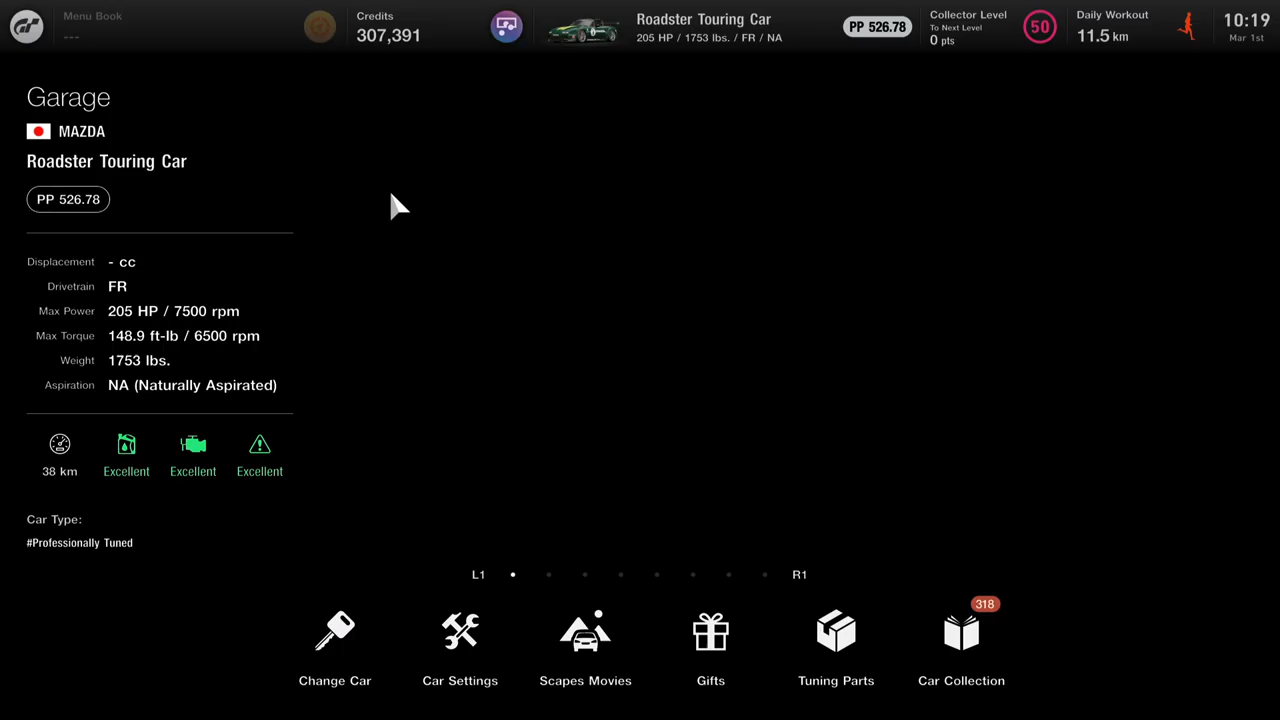 Menu Book
---
Credits
307,391
Roadster Touring Car
205 HP / 1753 lbs. / FR / NA
PP 526.78
Collector Level
To Next Level
0 pts
50
Daily Workout
11.5 km
10:19
Mar 1st
Garage
MAZDA
Roadster Touring Car
PP 526.78
Displacement - cc
Drivetrain FR
Max Power 205 HP / 7500 rpm
Max Torque 148.9 ft-lb / 6500 rpm
Weight 1753 lbs.
Aspiration NA (Naturally Aspirated)
38 km Excellent Excellent Excellent
Car Type:
#Professionally Tuned
L1 R1
318
Change Car Car Settings Scapes Movies Gifts Tuning Parts Car Collection